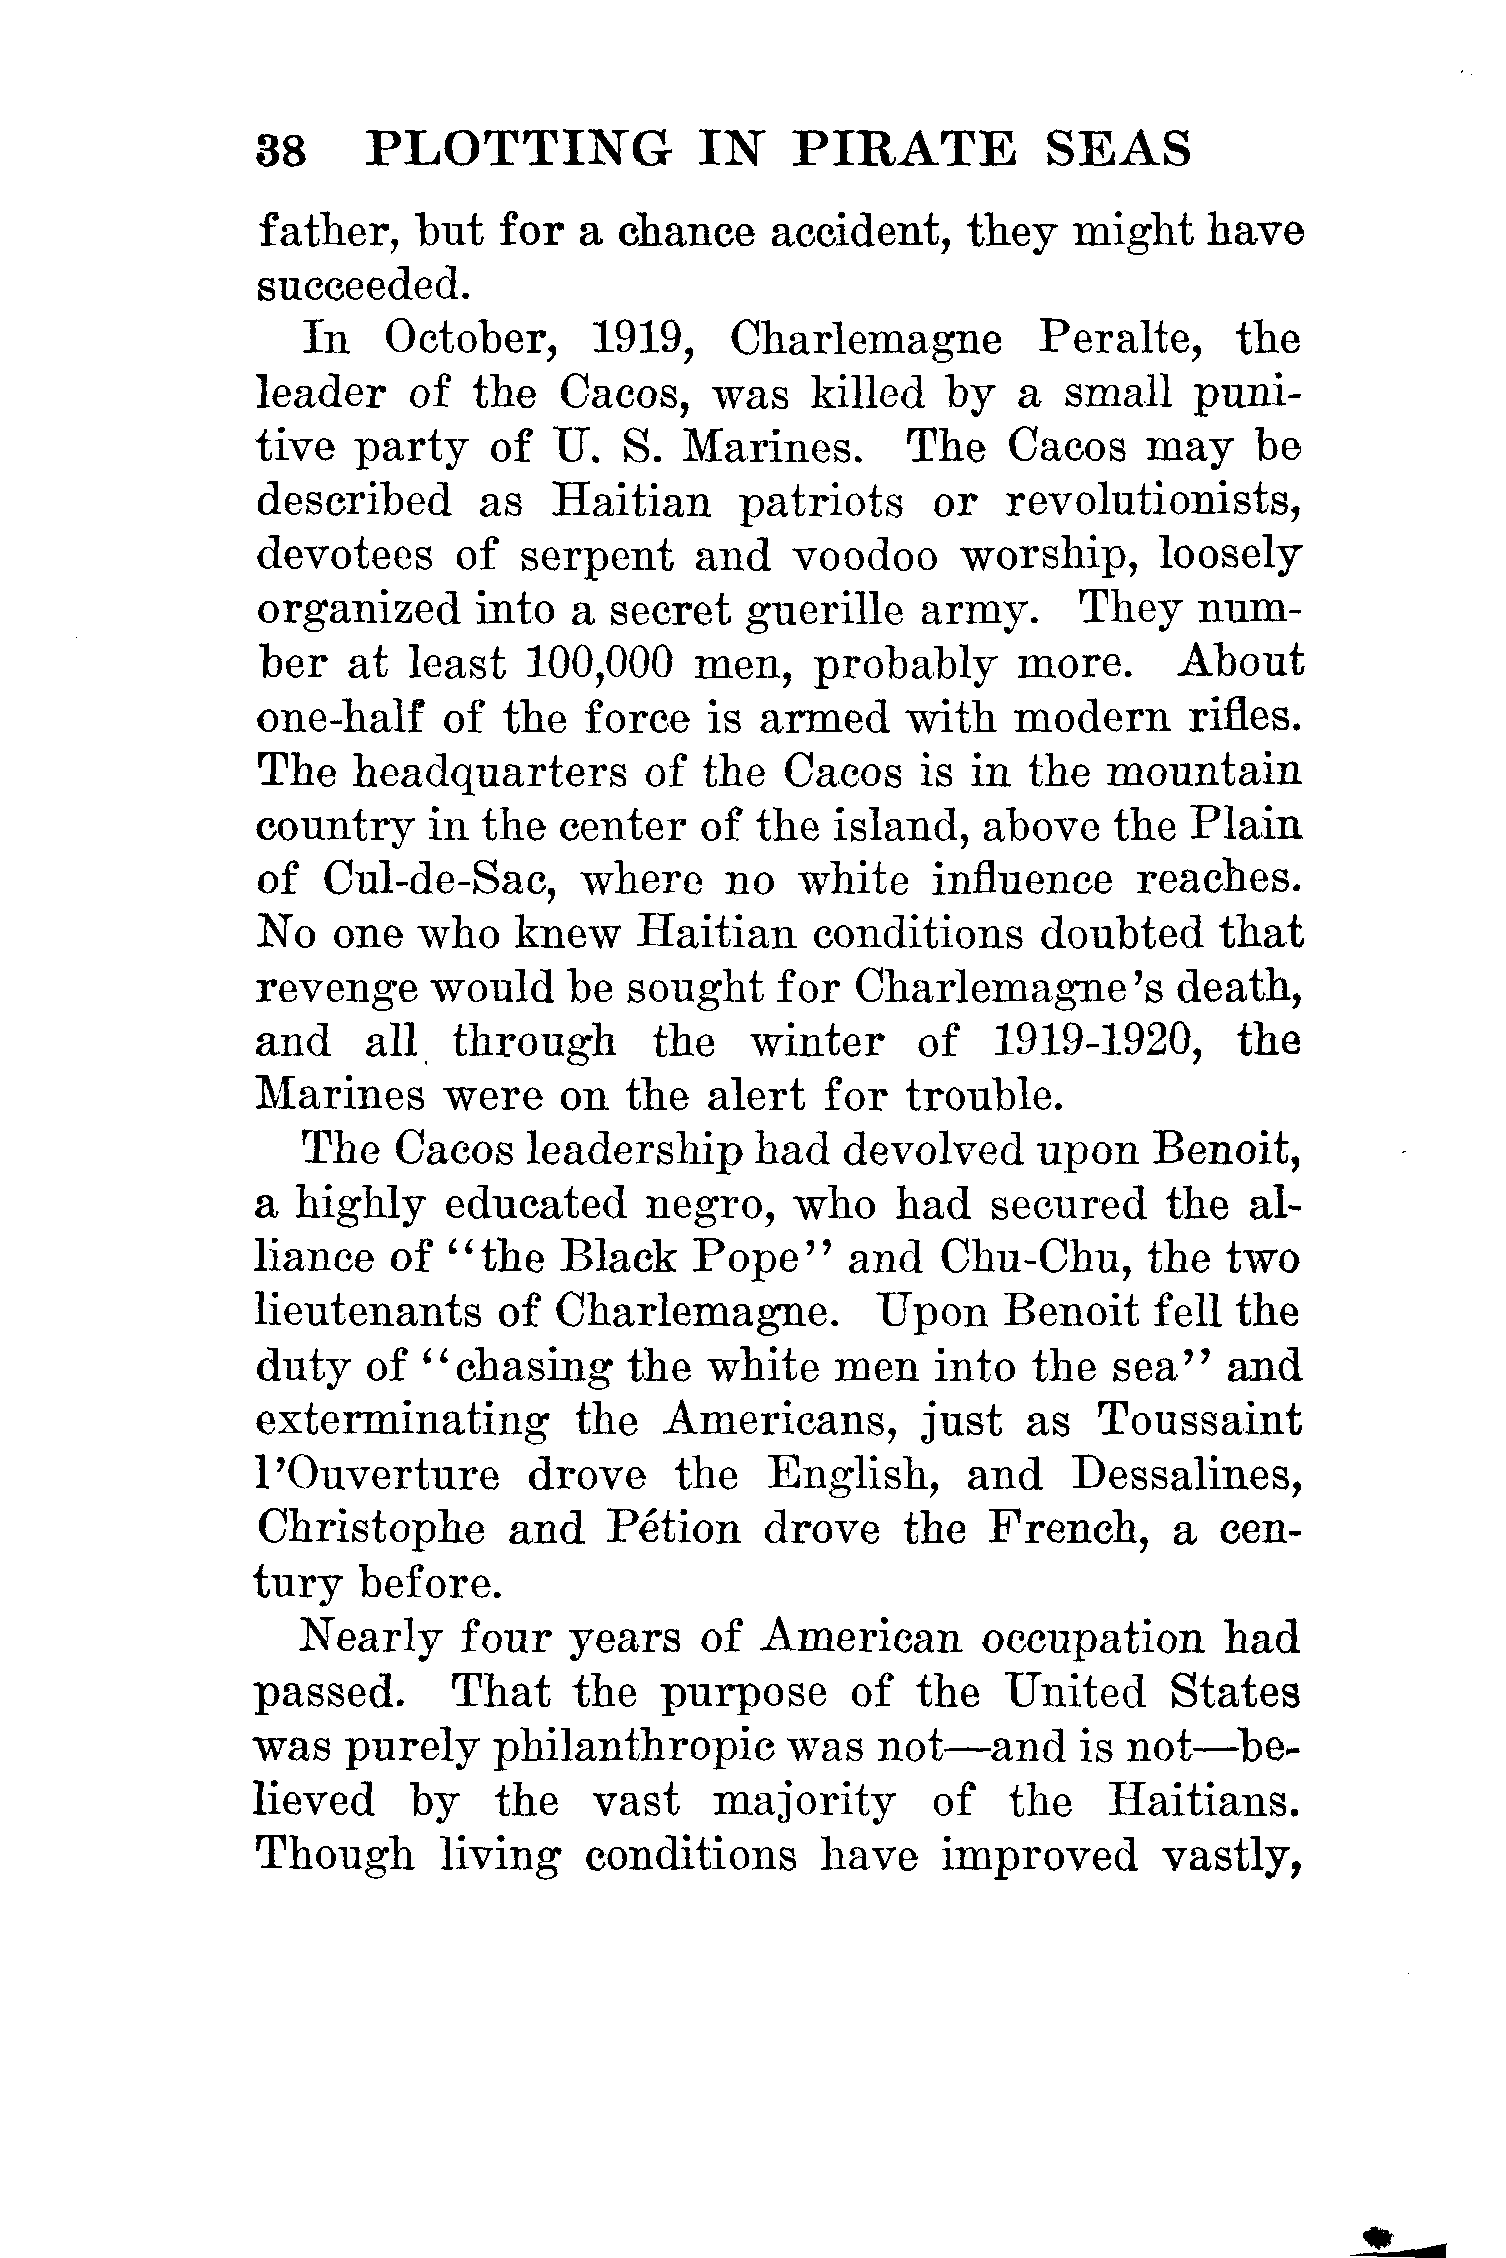 38 PLOTTING IN PIRATE SEAS
father, but for a chance accident, they might have
succeeded.
In October, 1919, Charlemagne Peralte, the
leader of the Cacos, was killed by a small puni-
tive party of U. S. Marines. The Cacos may be
described as Haitian patriots or revolutionists,
devotees of serpent and voodoo worship, loosely
organized into a secret guerille army. They num-
ber at least 100,000 men, probably more. About
one-half of the force is armed with modern rifles.
The headquarters of the Cacos is in the mountain
country in the center of the island, above the Plain
of Cul-de-Sac, where no white influence reaches.
No one who knew Haitian conditions doubted that
revenge would be sought for Charlemagne's death,
and all through the winter of 1919-1920, the
Marines were on the alert for trouble.
The Cacos leadership had devolved upon Benoit,
a highly educated negro, who had secured the al-
liance of "the Black Pope" and Chu-Chu, the two
lieutenants of Charlemagne. Upon Benoit fell the
duty of "chasing the white men into the sea" and
exterminating the Americans, just as Toussaint
l'Ouverture drove the English, and Dessalines,
Christophe and Pétion drove the French, a cen-
tury before.
Nearly four years of American occupation had
passed. That the purpose of the United States
was purely philanthropic was not—and is not—be-
lieved by the vast majority of the Haitians.
Though living conditions have improved vastly,